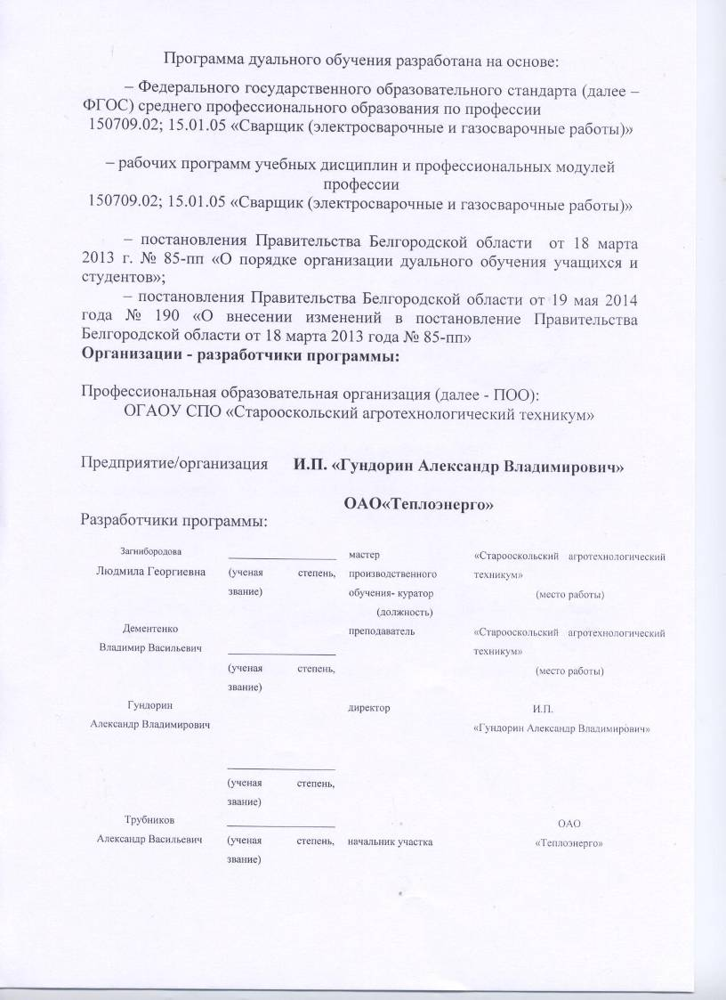 Программа дуального обучения разработана на основе:
– Федерального государственного образовательного стандарта (далее –
ФГОС) среднего профессионального образования по профессии
150709.02; 15.01.05 «Сварщик (электросварочные и газосварочные работы)»
– рабочих программ учебных дисциплин и профессиональных модулей
профессии
150709.02; 15.01.05 «Сварщик (электросварочные и газосварочные работы)»
– постановления Правительства Белгородской области от 18 марта
2013 г. № 85-пп «О порядке организации дуального обучения учащихся и
студентов»;
– постановления Правительства Белгородской области от 19 мая 2014
года № 190 «О внесении изменений в постановление Правительства
Белгородской области от 18 марта 2013 года № 85-пп»
Организации - разработчики программы:
Профессиональная образовательная организация (далее - ПОО):
ОГАОУ СПО «Старооскольский агротехнологический техникум»
Предприятие/организация И.П. «Гундорин Александр Владимирович»
ОАО«Теплоэнерго»
Разработчики программы:
Загнибородова ____________________ мастер «Старооскольский агротехнологический
Людмила Георгиевна (ученая степень, производственного техникум»
звание) обучения- куратор (место работы)
(должность)
Дементенко преподаватель «Старооскольский агротехнологический
Владимир Васильевич ____________________ техникум»
(ученая степень, (место работы)
звание)
Гундорин директор И.П.
Александр Владимирович «Гундорин Александр Владимирович»
____________________
(ученая степень,
звание)
Трубников ____________________ ОАО
Александр Васильевич (ученая степень, начальник участка «Теплоэнерго»
звание)